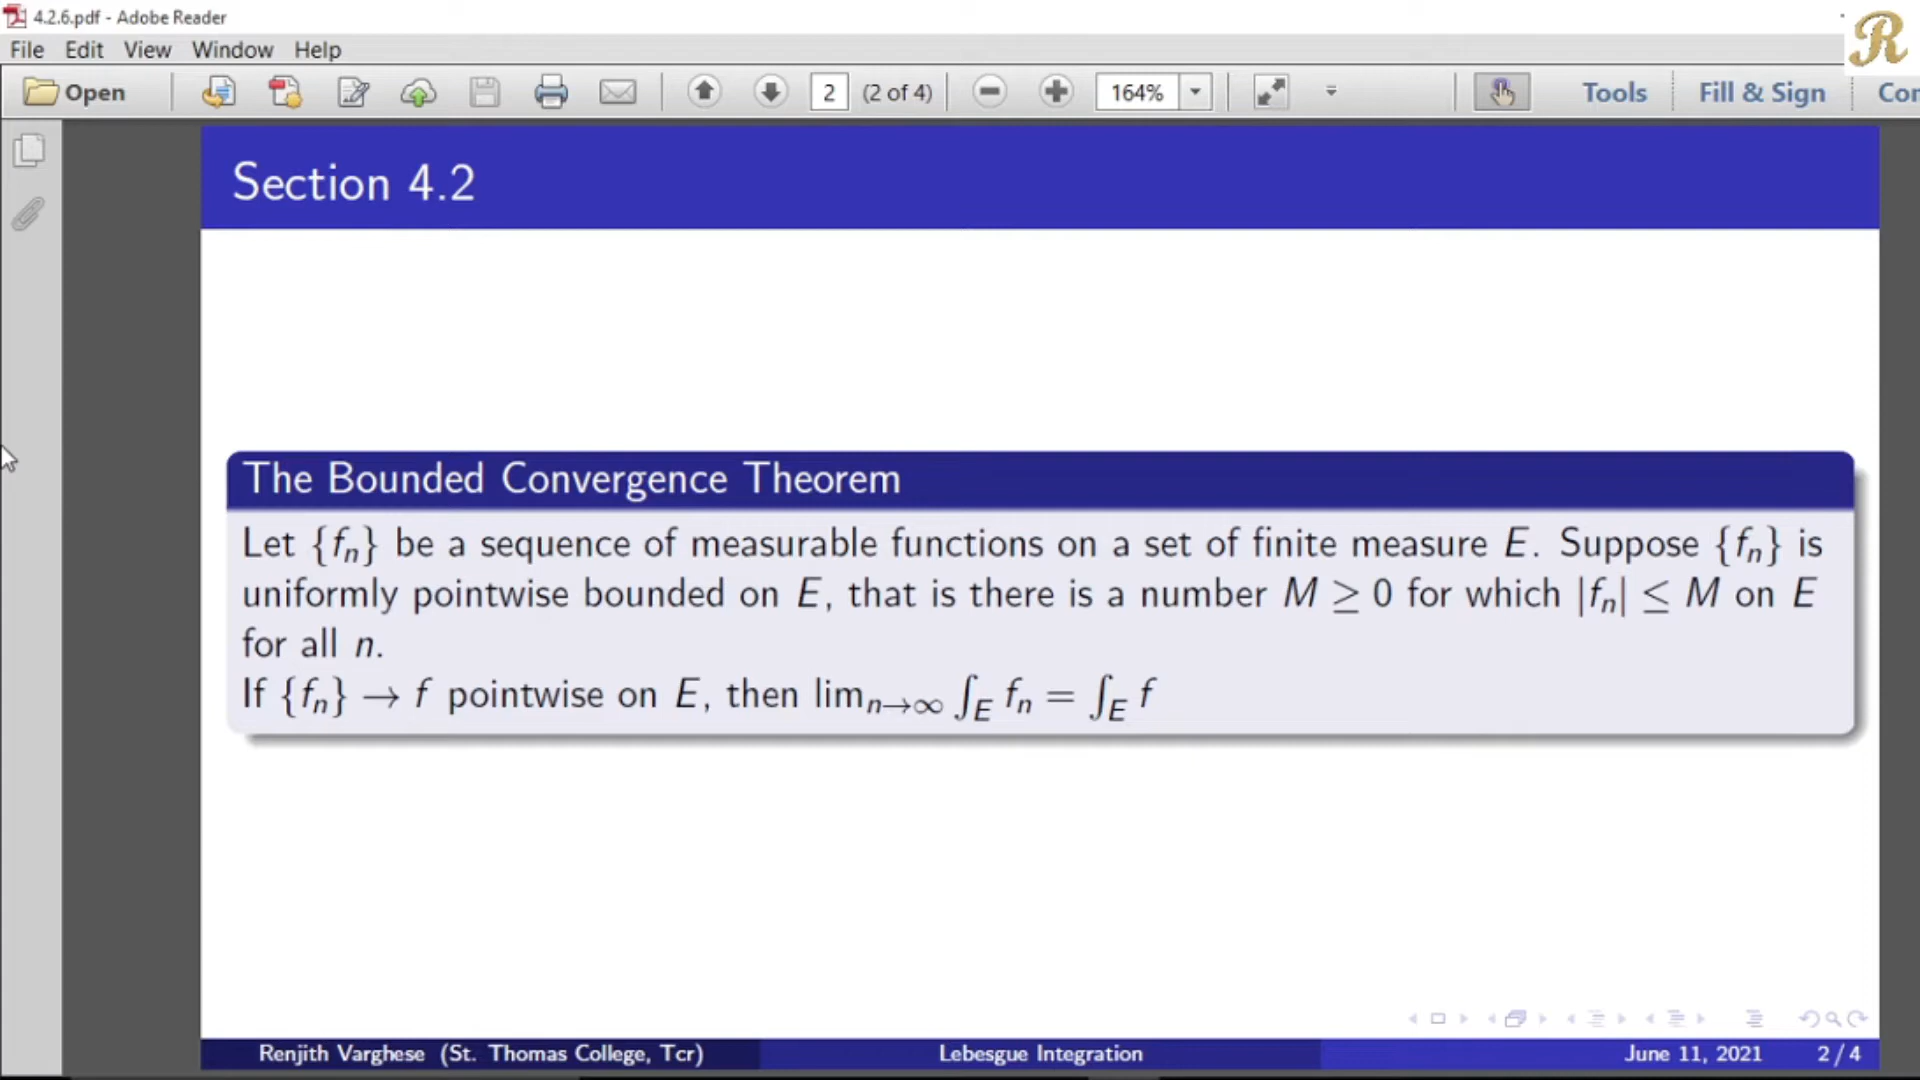 4.2.6.pdf - Adobe Reader
File Edit View Window Help
Open 2 (2 of 4) 164% Tools Fill & Sign
R
Section 4.2
The Bounded Convergence Theorem
Let {fₙ} be a sequence of measurable functions on a set of finite measure E. Suppose {fₙ} is
uniformly pointwise bounded on E, that is there is a number M ≥ 0 for which |fₙ| ≤ M on E
for all n.
If {fₙ} → f pointwise on E, then limₙ→∞ ∫_E fₙ = ∫_E f
Renjith Varghese (St. Thomas College, Tcr) Lebesgue Integration June 11, 2021 2 / 4